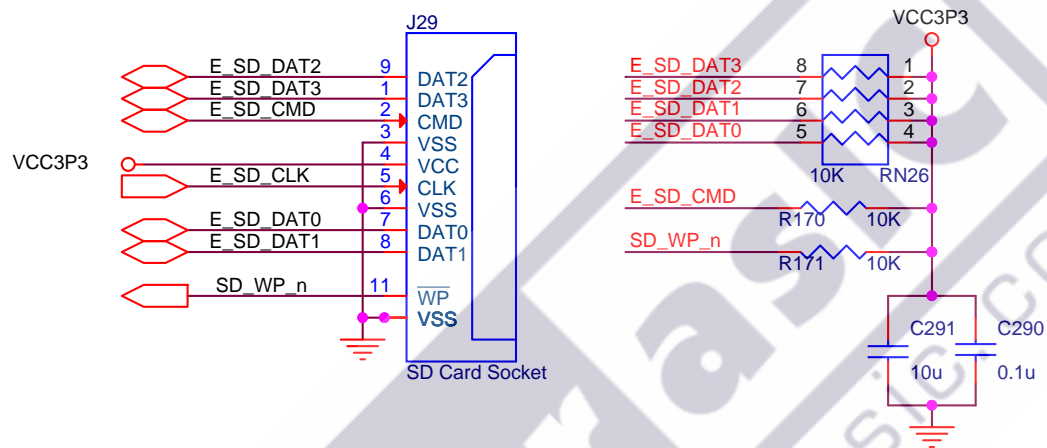 J29
E_SD_DAT2 9 DAT2
E_SD_DAT3 1 DAT3
E_SD_CMD 2 CMD
3 VSS
VCC3P3 4 VCC
E_SD_CLK 5 CLK
6 VSS
E_SD_DAT0 7 DAT0
E_SD_DAT1 8 DAT1
SD_WP_n 11 WP
VSS
SD Card Socket
VCC3P3
E_SD_DAT3 8 1
E_SD_DAT2 7 2
E_SD_DAT1 6 3
E_SD_DAT0 5 4
10K RN26
E_SD_CMD
R170 10K
SD_WP_n
R171 10K
C291 C290
10u 0.1u
asic
r
sic.co